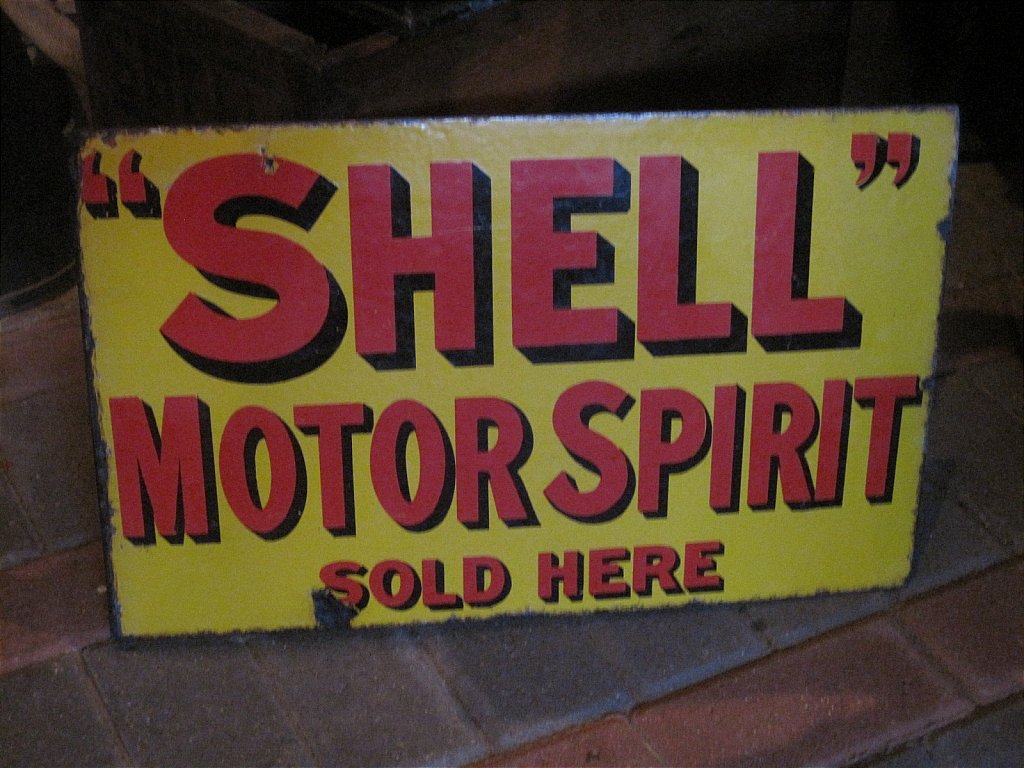 “SHELL”
MOTOR SPIRIT
SOLD HERE